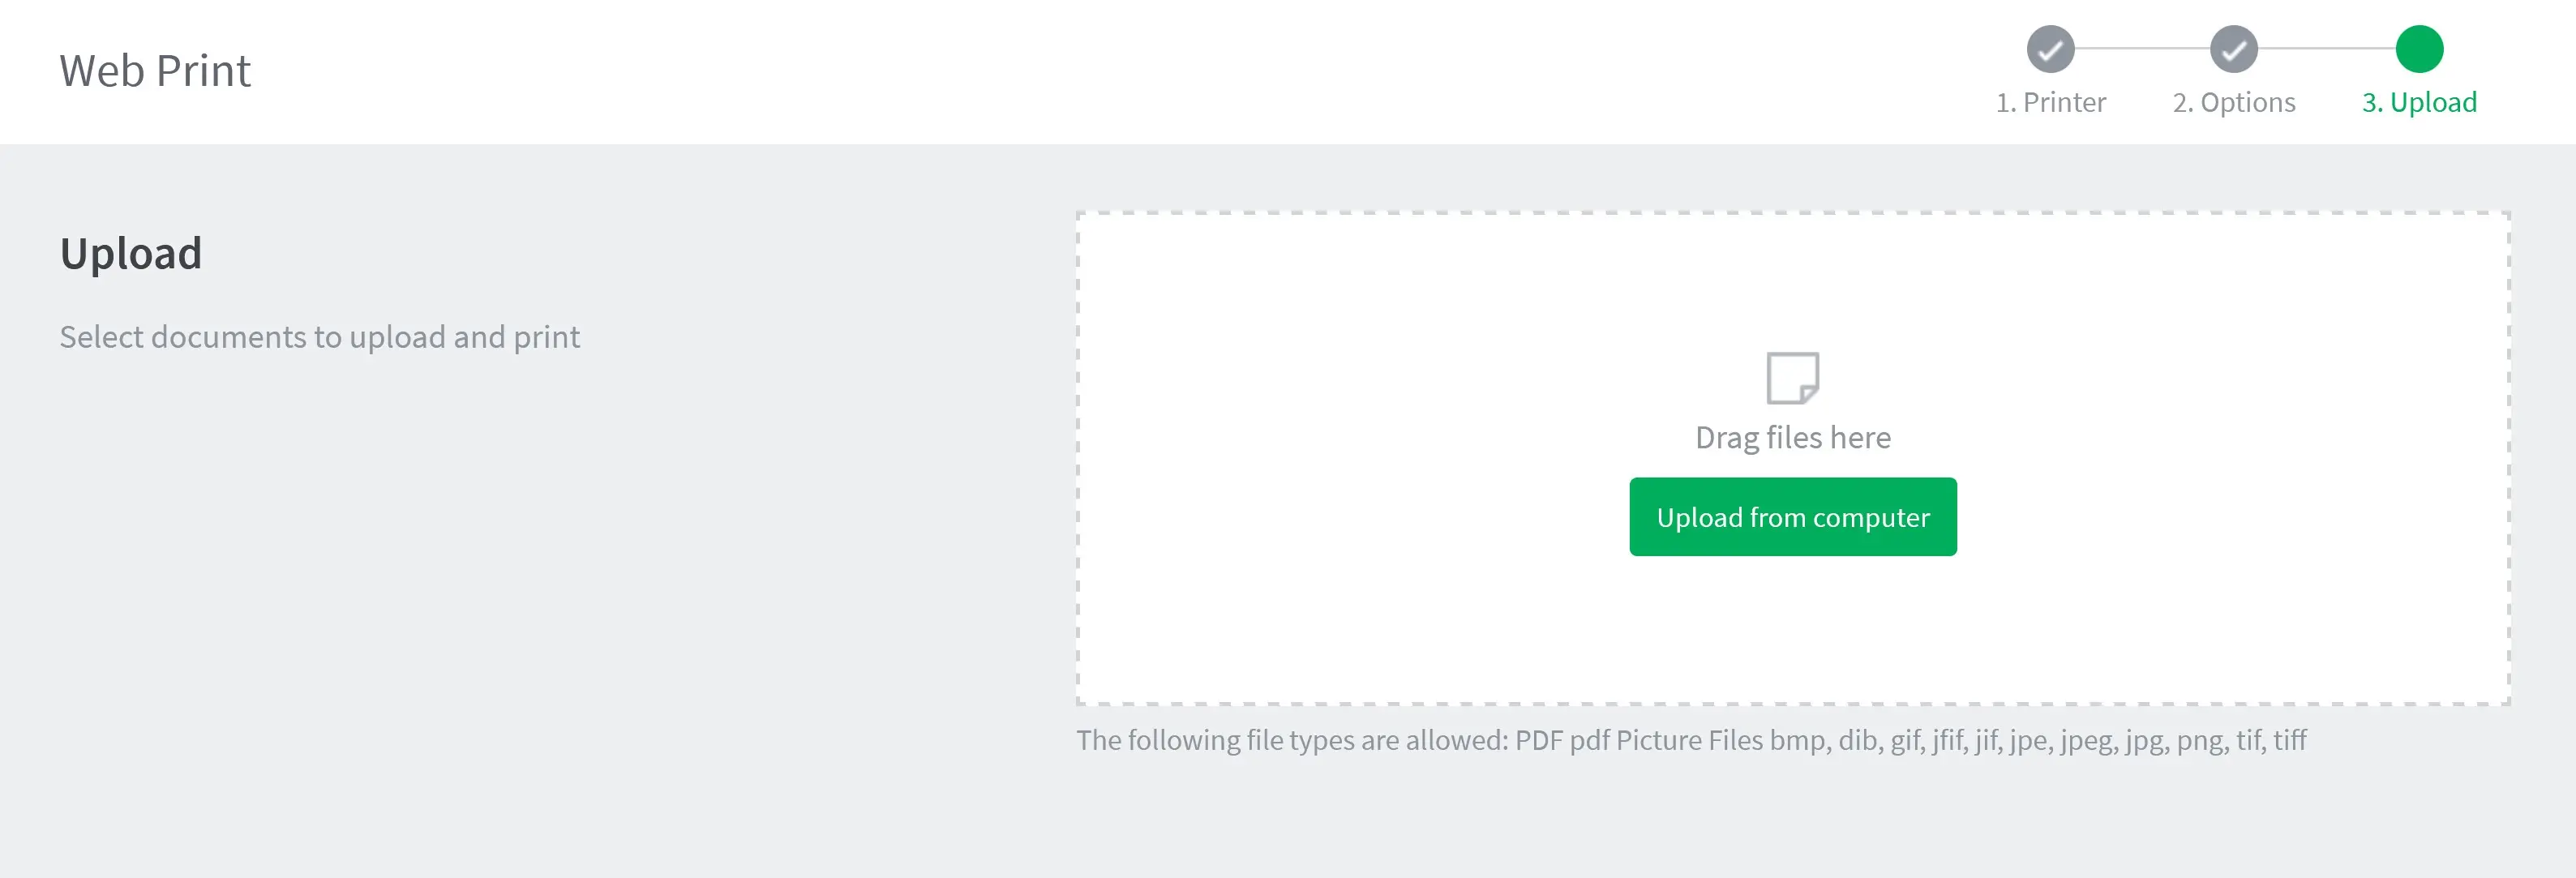 Web Print
1. Printer
2. Options
3. Upload
Upload
Select documents to upload and print
Drag files here
Upload from computer
The following file types are allowed: PDF pdf Picture Files bmp, dib, gif, jfif, jif, jpe, jpeg, jpg, png, tif, tiff